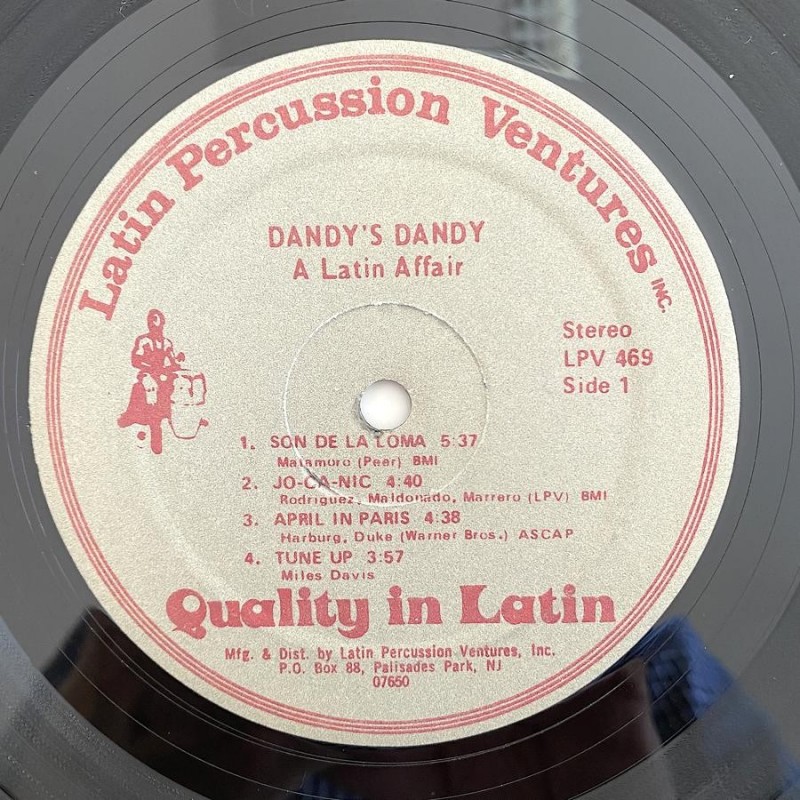 Latin Percussion Ventures INC.
DANDY'S DANDY
A Latin Affair
Stereo
LPV 469
Side 1
1. SON DE LA LOMA 5:37
Matamoro (Peer) BMI
2. JO-CA-NIC 4:40
Rodriguez, Maldonado, Marrero (LPV) BMI
3. APRIL IN PARIS 4:38
Harburg, Duke (Warner Bros.) ASCAP
4. TUNE UP 3:57
Miles Davis
Quality in Latin
Mfg. & Dist. by Latin Percussion Ventures, Inc.
P.O. Box 88, Palisades Park, NJ
07650